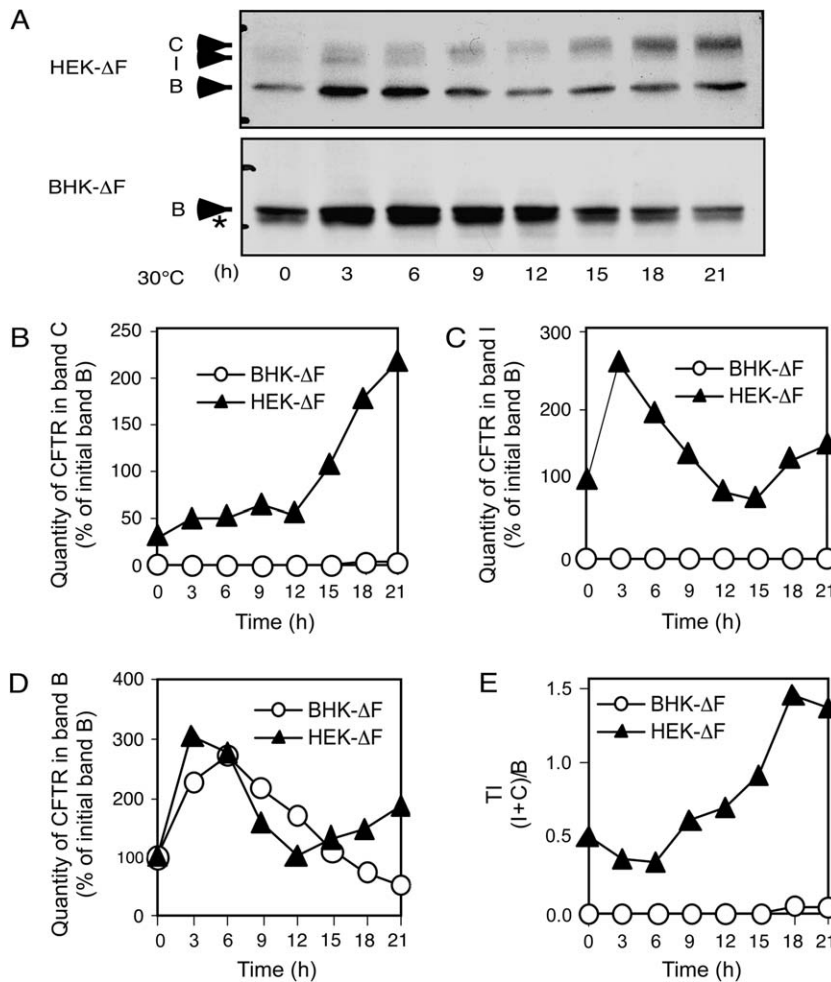 A
HEK-ΔF
C
I
B
BHK-ΔF
B
*
30°C (h) 0 3 6 9 12 15 18 21
B
Quantity of CFTR in band C
(% of initial band B)
250
200
150
100
50
0
BHK-ΔF
HEK-ΔF
0 3 6 9 12 15 18 21
Time (h)
C
Quantity of CFTR in band I
(% of initial band B)
300
200
100
0
BHK-ΔF
HEK-ΔF
0 3 6 9 12 15 18 21
Time (h)
D
Quantity of CFTR in band B
(% of initial band B)
400
300
200
100
0
BHK-ΔF
HEK-ΔF
0 3 6 9 12 15 18 21
Time (h)
E
TI
(I+C)/B
1.5
1.0
0.5
0.0
BHK-ΔF
HEK-ΔF
0 3 6 9 12 15 18 21
Time (h)